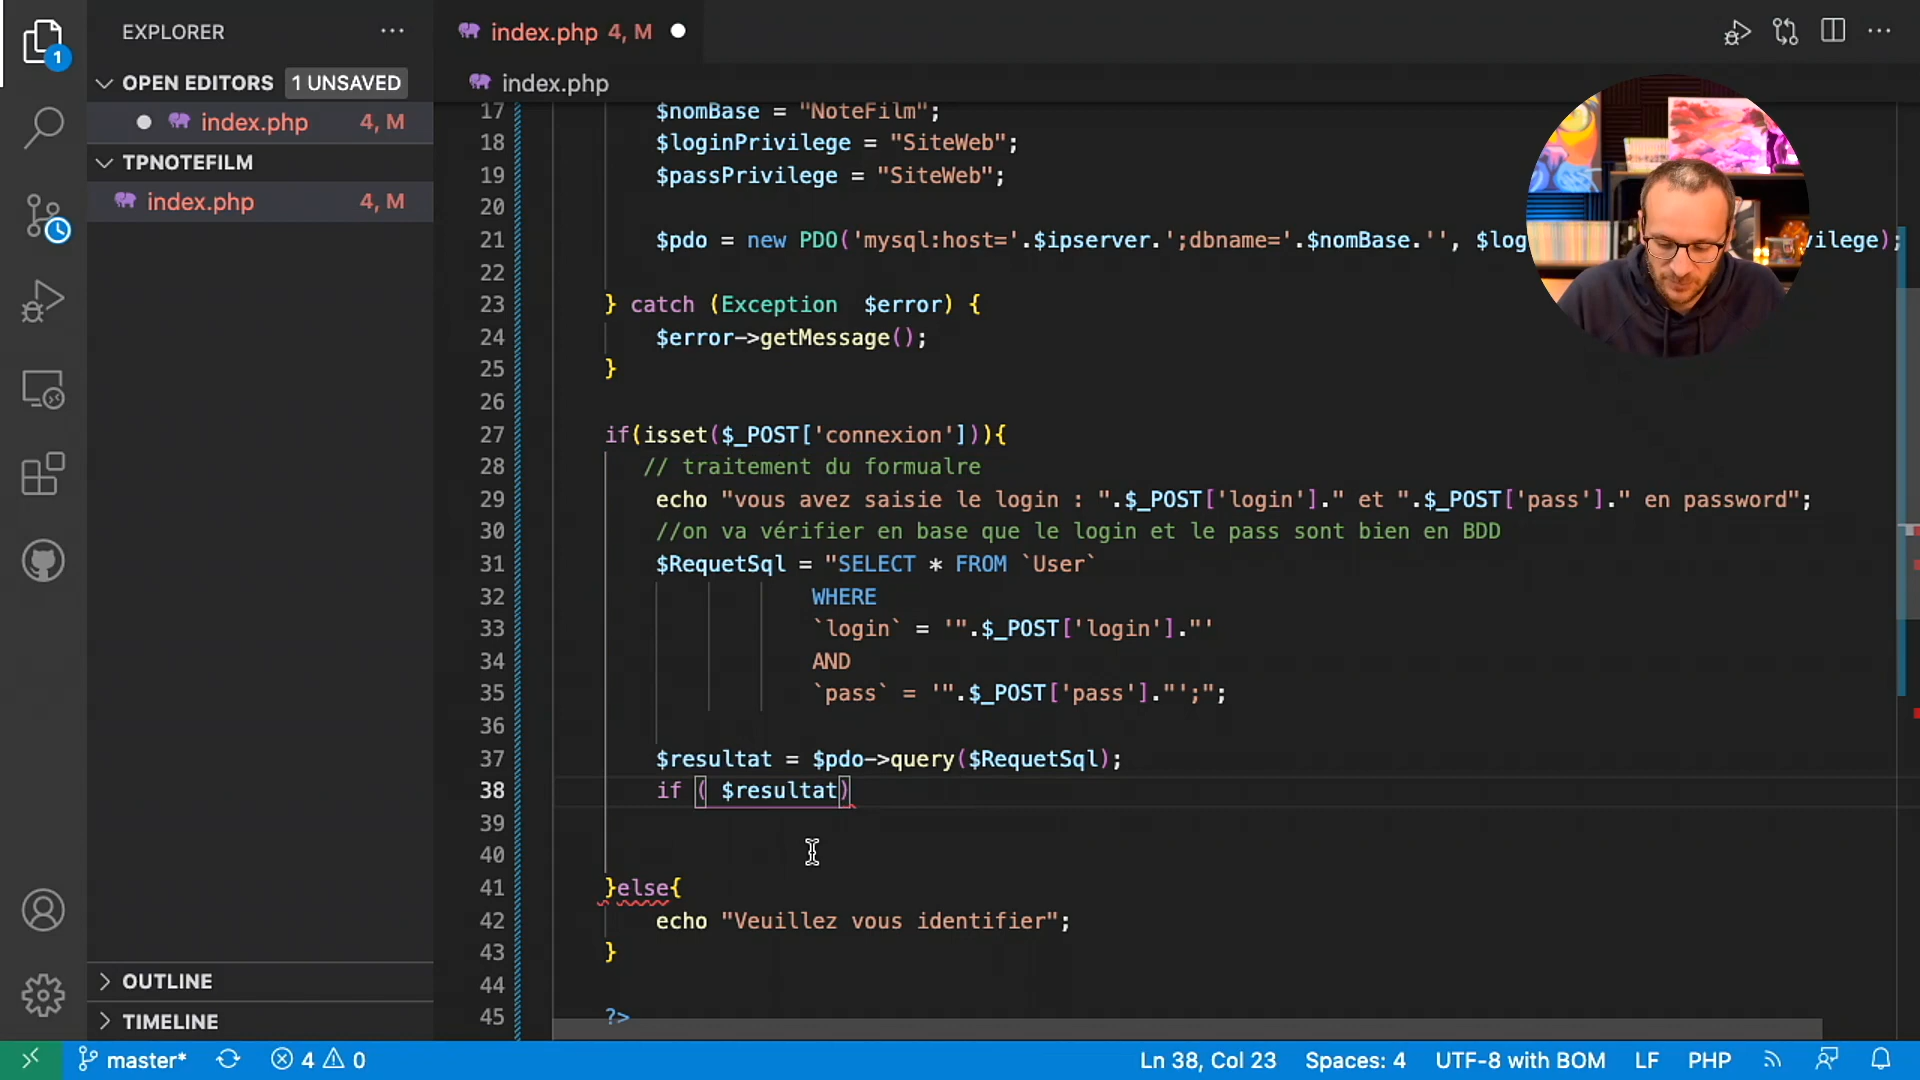 EXPLORER
index.php 4, M
1
OPEN EDITORS 1 UNSAVED
index.php
index.php 4, M
TPNOTEFILM
index.php 4, M
17 $nomBase = "NoteFilm";
18 $loginPrivilege = "SiteWeb";
19 $passPrivilege = "SiteWeb";
20
21 $pdo = new PDO('mysql:host='.$ipserver.';dbname='.$nomBase.'', $log vilege);
22
23 } catch (Exception  $error) {
24 $error->getMessage();
25 }
26
27 if(isset($_POST['connexion'])){
28 // traitement du formualre
29 echo "vous avez saisie le login : ".$_POST['login']." et ".$_POST['pass']." en password";
30 //on va vérifier en base que le login et le pass sont bien en BDD
31 $RequetSql = "SELECT * FROM `User`
32 WHERE
33 `login` = '".$_POST['login']."'
34 AND
35 `pass` = '".$_POST['pass']."';";
36
37 $resultat = $pdo->query($RequetSql);
38 if ( $resultat)
39
40
41 }else{
42 echo "Veuillez vous identifier";
43 }
44
45 ?>
OUTLINE
TIMELINE
master* 4 0 Ln 38, Col 23 Spaces: 4 UTF-8 with BOM LF PHP